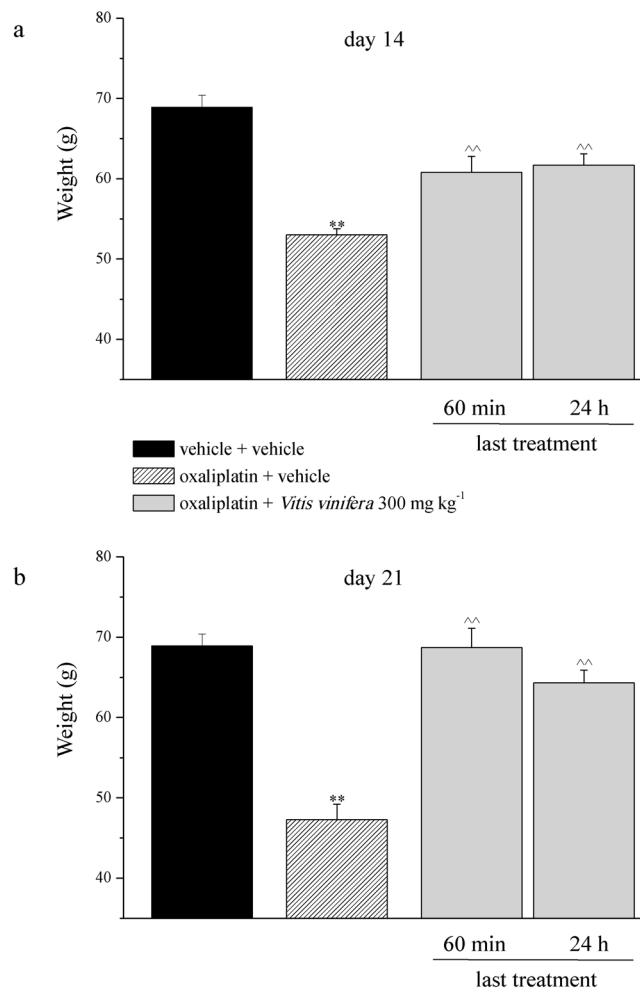 a
day 14
80
70
60
50
40
Weight (g)
**
^^
^^
60 min
24 h
last treatment
vehicle + vehicle
oxaliplatin + vehicle
oxaliplatin + Vitis vinifera 300 mg kg⁻¹
b
day 21
80
70
60
50
40
Weight (g)
**
^^
^^
60 min
24 h
last treatment